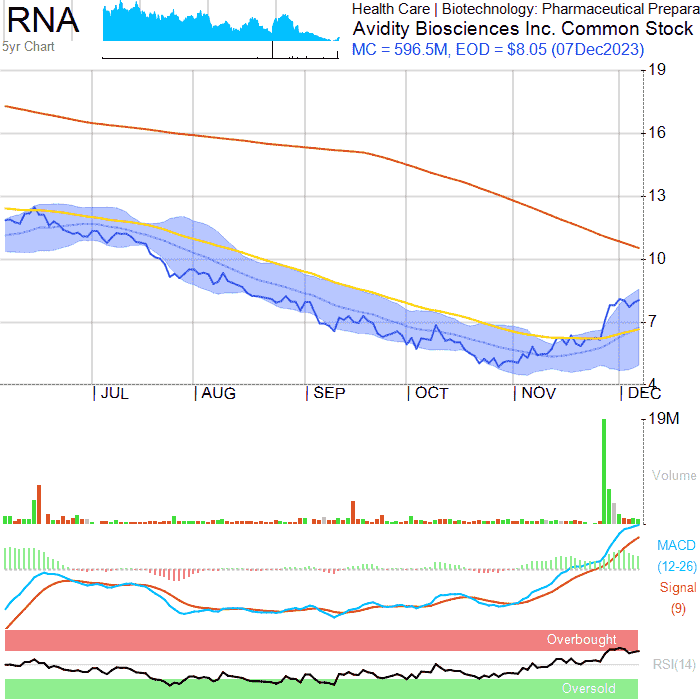 RNA
5yr Chart
Health Care | Biotechnology: Pharmaceutical Prepara
Avidity Biosciences Inc. Common Stock
MC = 596.5M, EOD = $8.05 (07Dec2023)
19
16
13
10
7
4
JUL
AUG
SEP
OCT
NOV
DEC
19M
Volume
MACD
(12-26)
Signal
(9)
Overbought
RSI(14)
Oversold